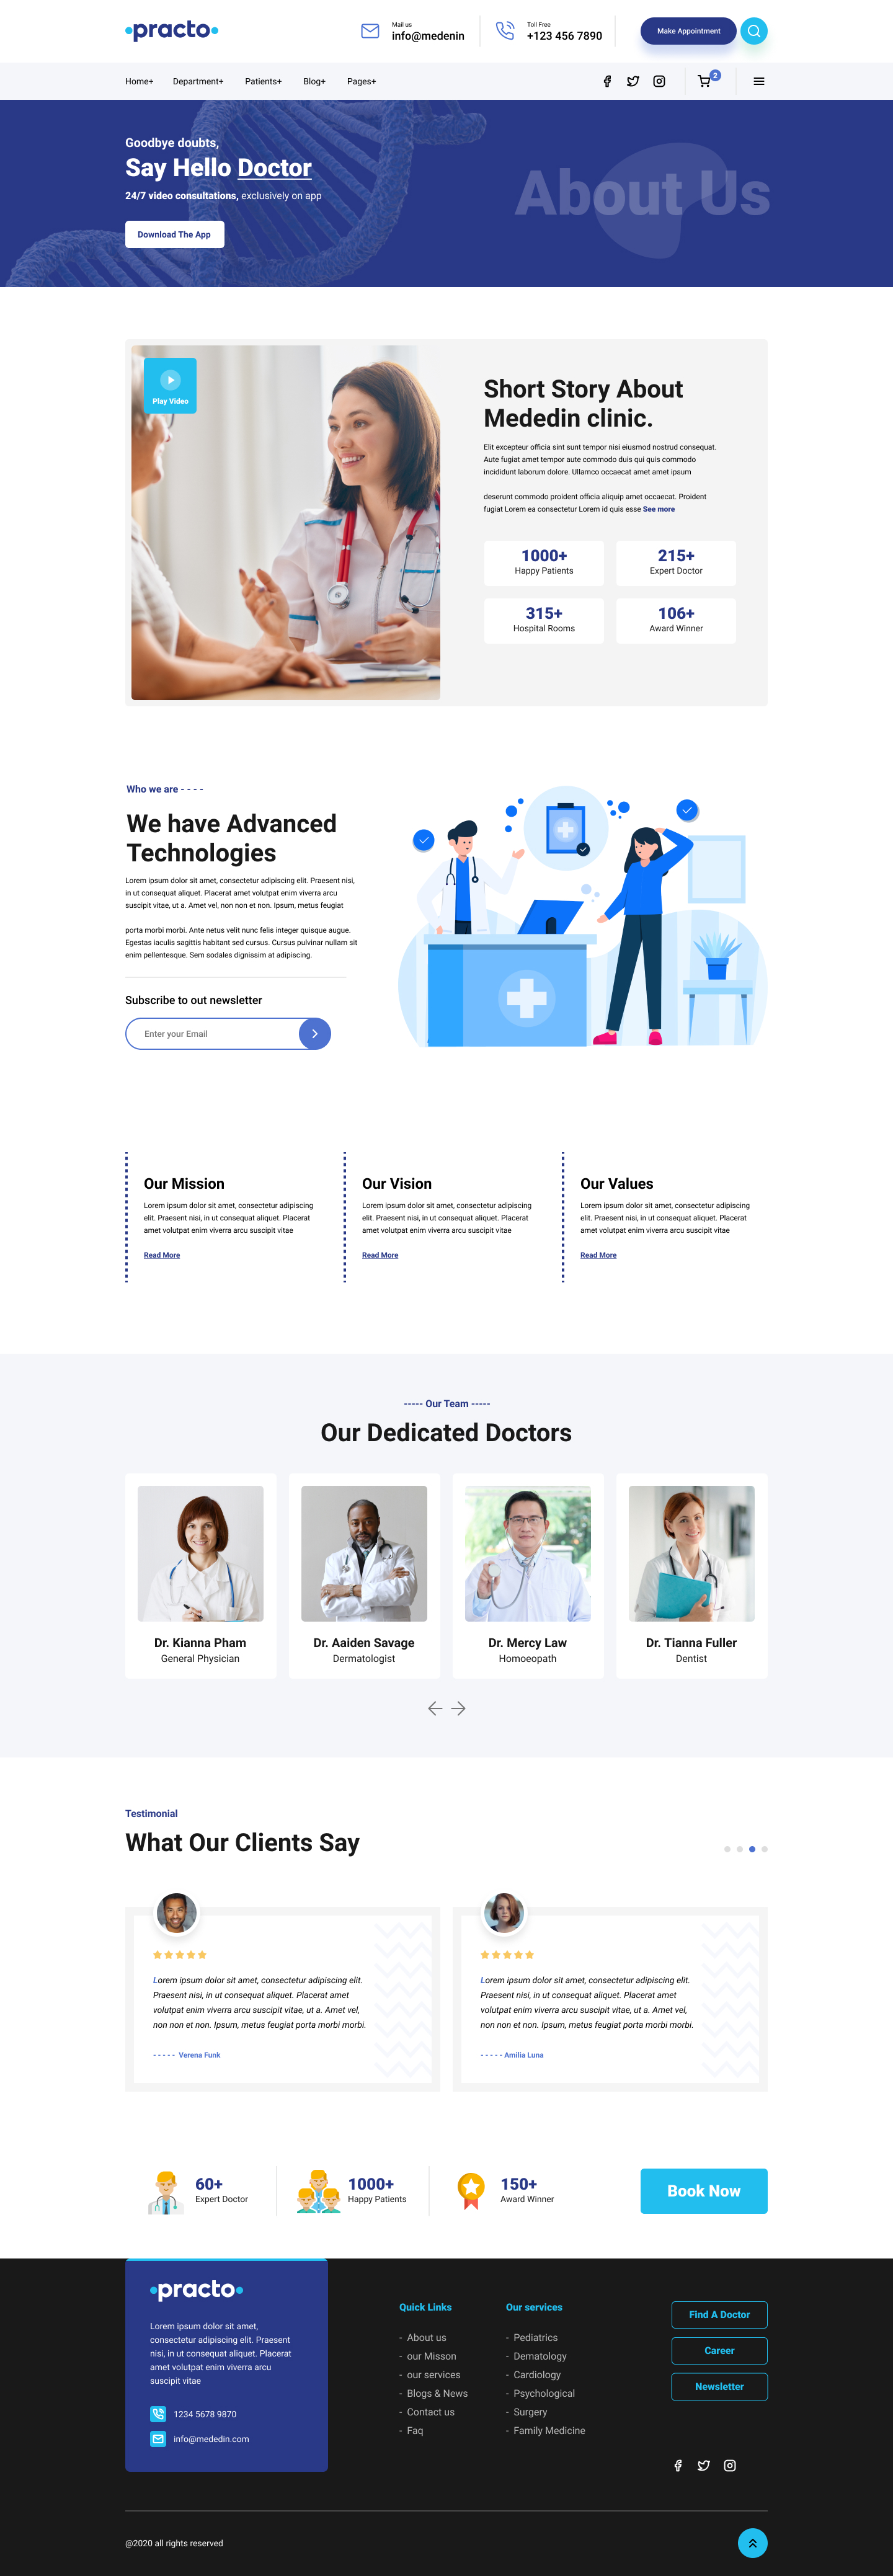 practo
Mail us
info@medenin
Toll Free
+123 456 7890
Make Appointment
Home+ Department+ Patients+ Blog+ Pages+
2
Goodbye doubts,
Say Hello Doctor
24/7 video consultations, exclusively on app
Download The App
About Us
Play Video
Short Story About
Mededin clinic.
Elit excepteur officia sint sunt tempor nisi eiusmod nostrud consequat.
Aute fugiat amet tempor aute commodo duis qui quis commodo
incididunt laborum dolore. Ullamco occaecat amet amet ipsum
deserunt commodo proident officia aliquip amet occaecat. Proident
fugiat Lorem ea consectetur Lorem id quis esse See more
1000+
Happy Patients
215+
Expert Doctor
315+
Hospital Rooms
106+
Award Winner
Who we are - - - -
We have Advanced
Technologies
Lorem ipsum dolor sit amet, consectetur adipiscing elit. Praesent nisi,
in ut consequat aliquet. Placerat amet volutpat enim viverra arcu
suscipit vitae, ut a. Amet vel, non non et non. Ipsum, metus feugiat
porta morbi morbi. Ante netus velit nunc felis integer quisque augue.
Egestas iaculis sagittis habitant sed cursus. Cursus pulvinar nullam sit
enim pellentesque. Sem sodales dignissim at adipiscing.
Subscribe to out newsletter
Enter your Email
Our Mission
Lorem ipsum dolor sit amet, consectetur adipiscing
elit. Praesent nisi, in ut consequat aliquet. Placerat
amet volutpat enim viverra arcu suscipit vitae
Read More
Our Vision
Lorem ipsum dolor sit amet, consectetur adipiscing
elit. Praesent nisi, in ut consequat aliquet. Placerat
amet volutpat enim viverra arcu suscipit vitae
Read More
Our Values
Lorem ipsum dolor sit amet, consectetur adipiscing
elit. Praesent nisi, in ut consequat aliquet. Placerat
amet volutpat enim viverra arcu suscipit vitae
Read More
----- Our Team -----
Our Dedicated Doctors
Dr. Kianna Pham
General Physician
Dr. Aaiden Savage
Dermatologist
Dr. Mercy Law
Homoeopath
Dr. Tianna Fuller
Dentist
Testimonial
What Our Clients Say
Lorem ipsum dolor sit amet, consectetur adipiscing elit.
Praesent nisi, in ut consequat aliquet. Placerat amet
volutpat enim viverra arcu suscipit vitae, ut a. Amet vel,
non non et non. Ipsum, metus feugiat porta morbi morbi.
- - - - - Verena Funk
Lorem ipsum dolor sit amet, consectetur adipiscing elit.
Praesent nisi, in ut consequat aliquet. Placerat amet
volutpat enim viverra arcu suscipit vitae, ut a. Amet vel,
non non et non. Ipsum, metus feugiat porta morbi morbi.
- - - - - Amilia Luna
60+
Expert Doctor
1000+
Happy Patients
150+
Award Winner
Book Now
practo
Lorem ipsum dolor sit amet,
consectetur adipiscing elit. Praesent
nisi, in ut consequat aliquet. Placerat
amet volutpat enim viverra arcu
suscipit vitae
1234 5678 9870
info@mededin.com
Quick Links
- About us
- our Misson
- our services
- Blogs & News
- Contact us
- Faq
Our services
- Pediatrics
- Dematology
- Cardiology
- Psychological
- Surgery
- Family Medicine
Find A Doctor
Career
Newsletter
@2020 all rights reserved